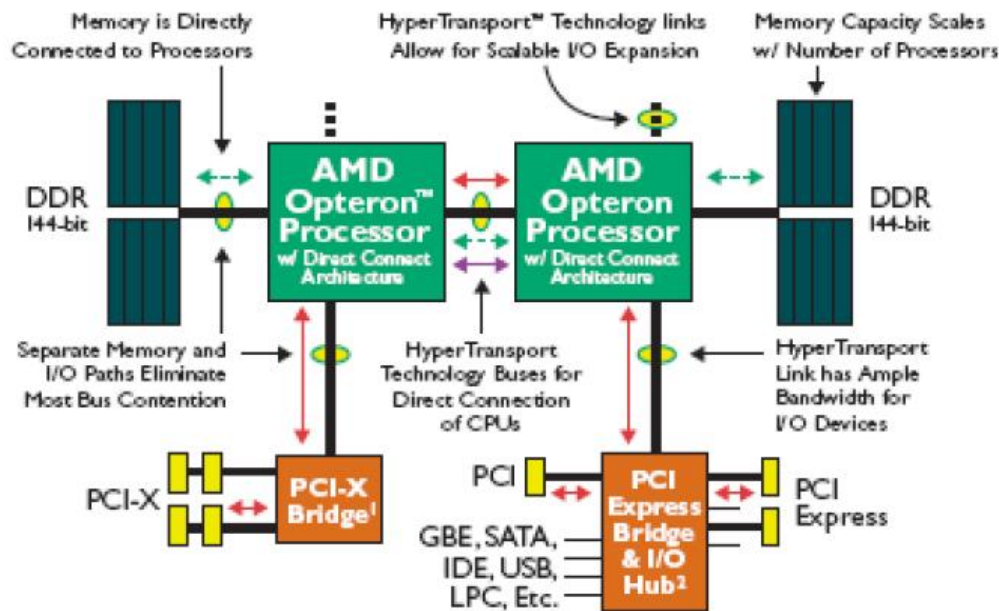 Memory is Directly
Connected to Processors
HyperTransport™ Technology links
Allow for Scalable I/O Expansion
Memory Capacity Scales
w/ Number of Processors
DDR
144-bit
AMD
Opteron™
Processor
w/ Direct Connect
Architecture
AMD
Opteron
Processor
w/ Direct Connect
Architecture
DDR
144-bit
Separate Memory and
I/O Paths Eliminate
Most Bus Contention
HyperTransport
Technology Buses for
Direct Connection
of CPUs
HyperTransport
Link has Ample
Bandwidth for
I/O Devices
PCI-X
PCI-X
Bridge¹
PCI
PCI
Express
Bridge
& I/O
Hub²
PCI
Express
GBE, SATA,
IDE, USB,
LPC, Etc.